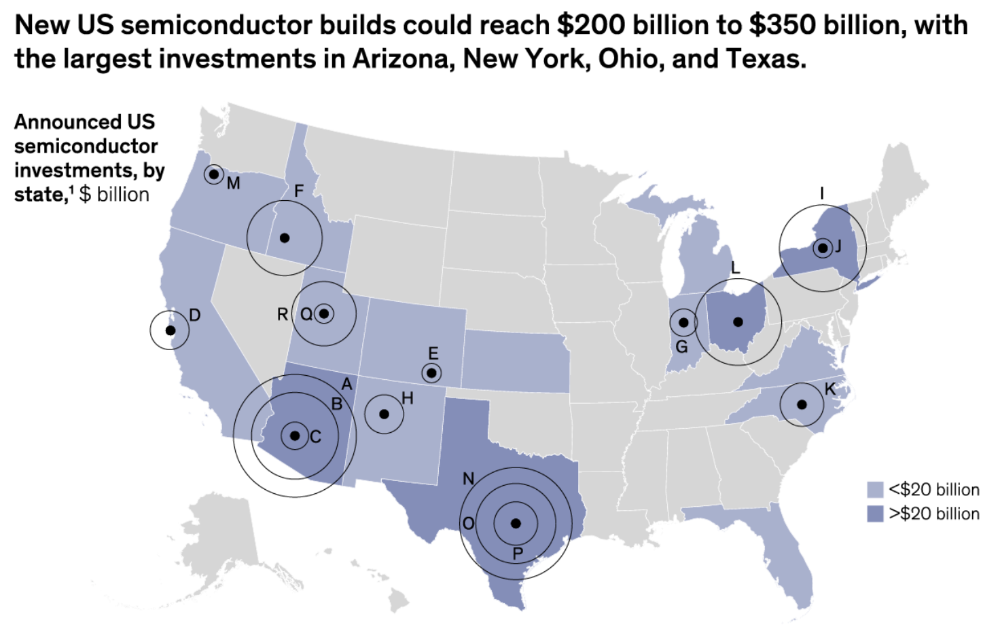 New US semiconductor builds could reach $200 billion to $350 billion, with
the largest investments in Arizona, New York, Ohio, and Texas.
Announced US
semiconductor
investments, by
state,¹ $ billion
M
F
I
J
L
D
R
Q
G
E
A
B
H
C
K
N
O
P
<$20 billion
>$20 billion